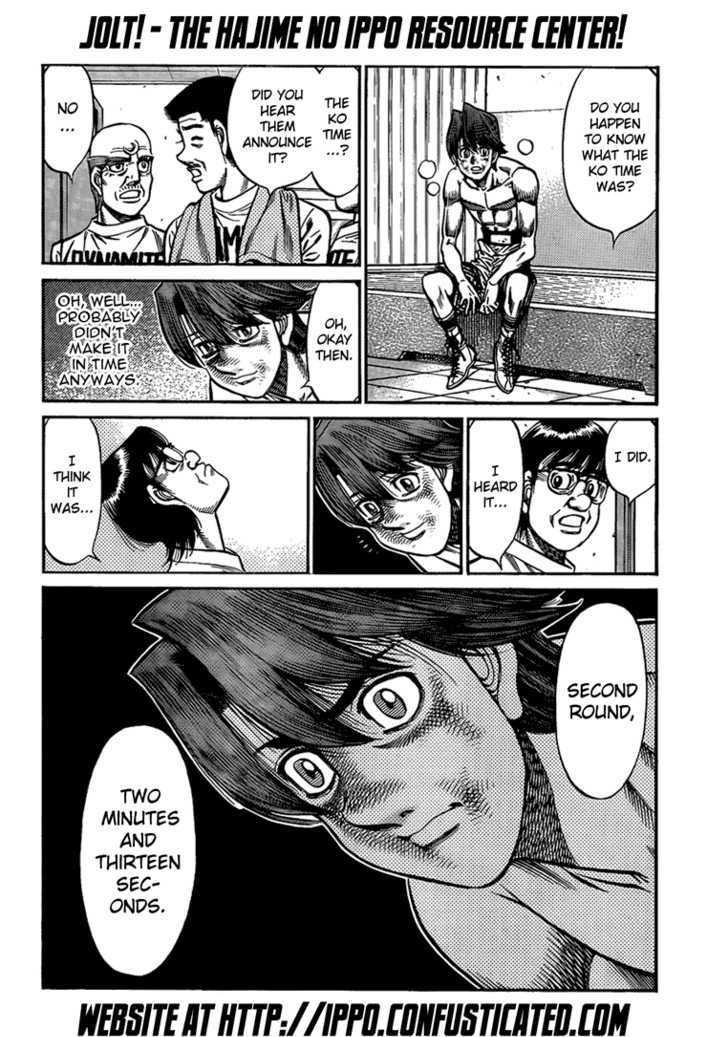 JOLT! - THE HAJIME NO IPPO RESOURCE CENTER!
DO YOU
HAPPEN
TO KNOW
WHAT THE
KO TIME
WAS?
THE
KO TIME
...?
DID YOU
HEAR
THEM
ANNOUNCE
IT?
NO
...
DYNAMITE
AM
TE
OH,
OKAY
THEN.
OH, WELL...
PROBABLY
DIDN'T
MAKE IT
IN TIME
ANYWAYS.
I DID.
I
HEARD
IT...
I
THINK
IT
WAS...
SECOND
ROUND,
TWO
MINUTES
AND
THIRTEEN
SEC-
ONDS.
WEBSITE AT HTTP://IPPO.CONFUSTICATED.COM